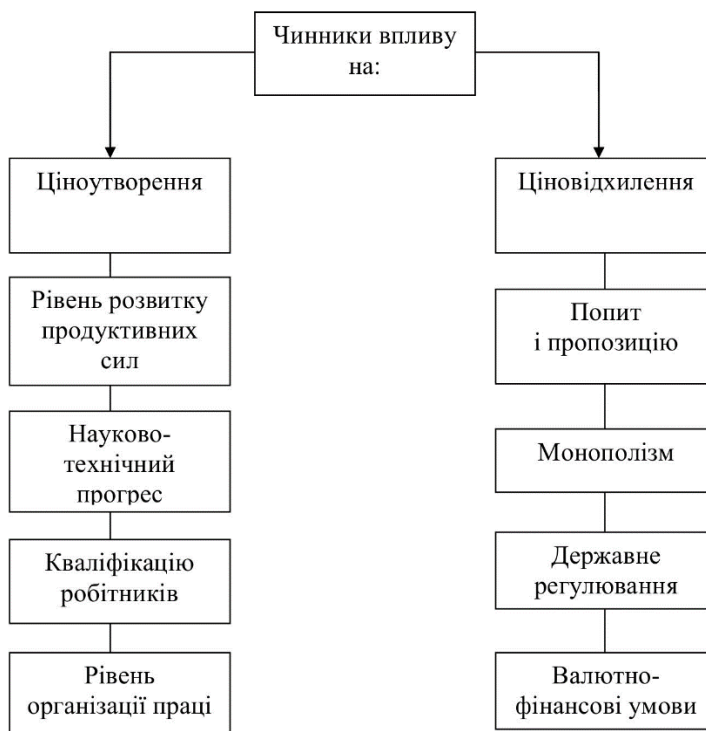 Чинники впливу
на:
Ціноутворення
Рівень розвитку
продуктивних
сил
Науково-
технічний
прогрес
Кваліфікацію
робітників
Рівень
організації праці
Ціновідхилення
Попит
і пропозицію
Монополізм
Державне
регулювання
Валютно-
фінансові умови